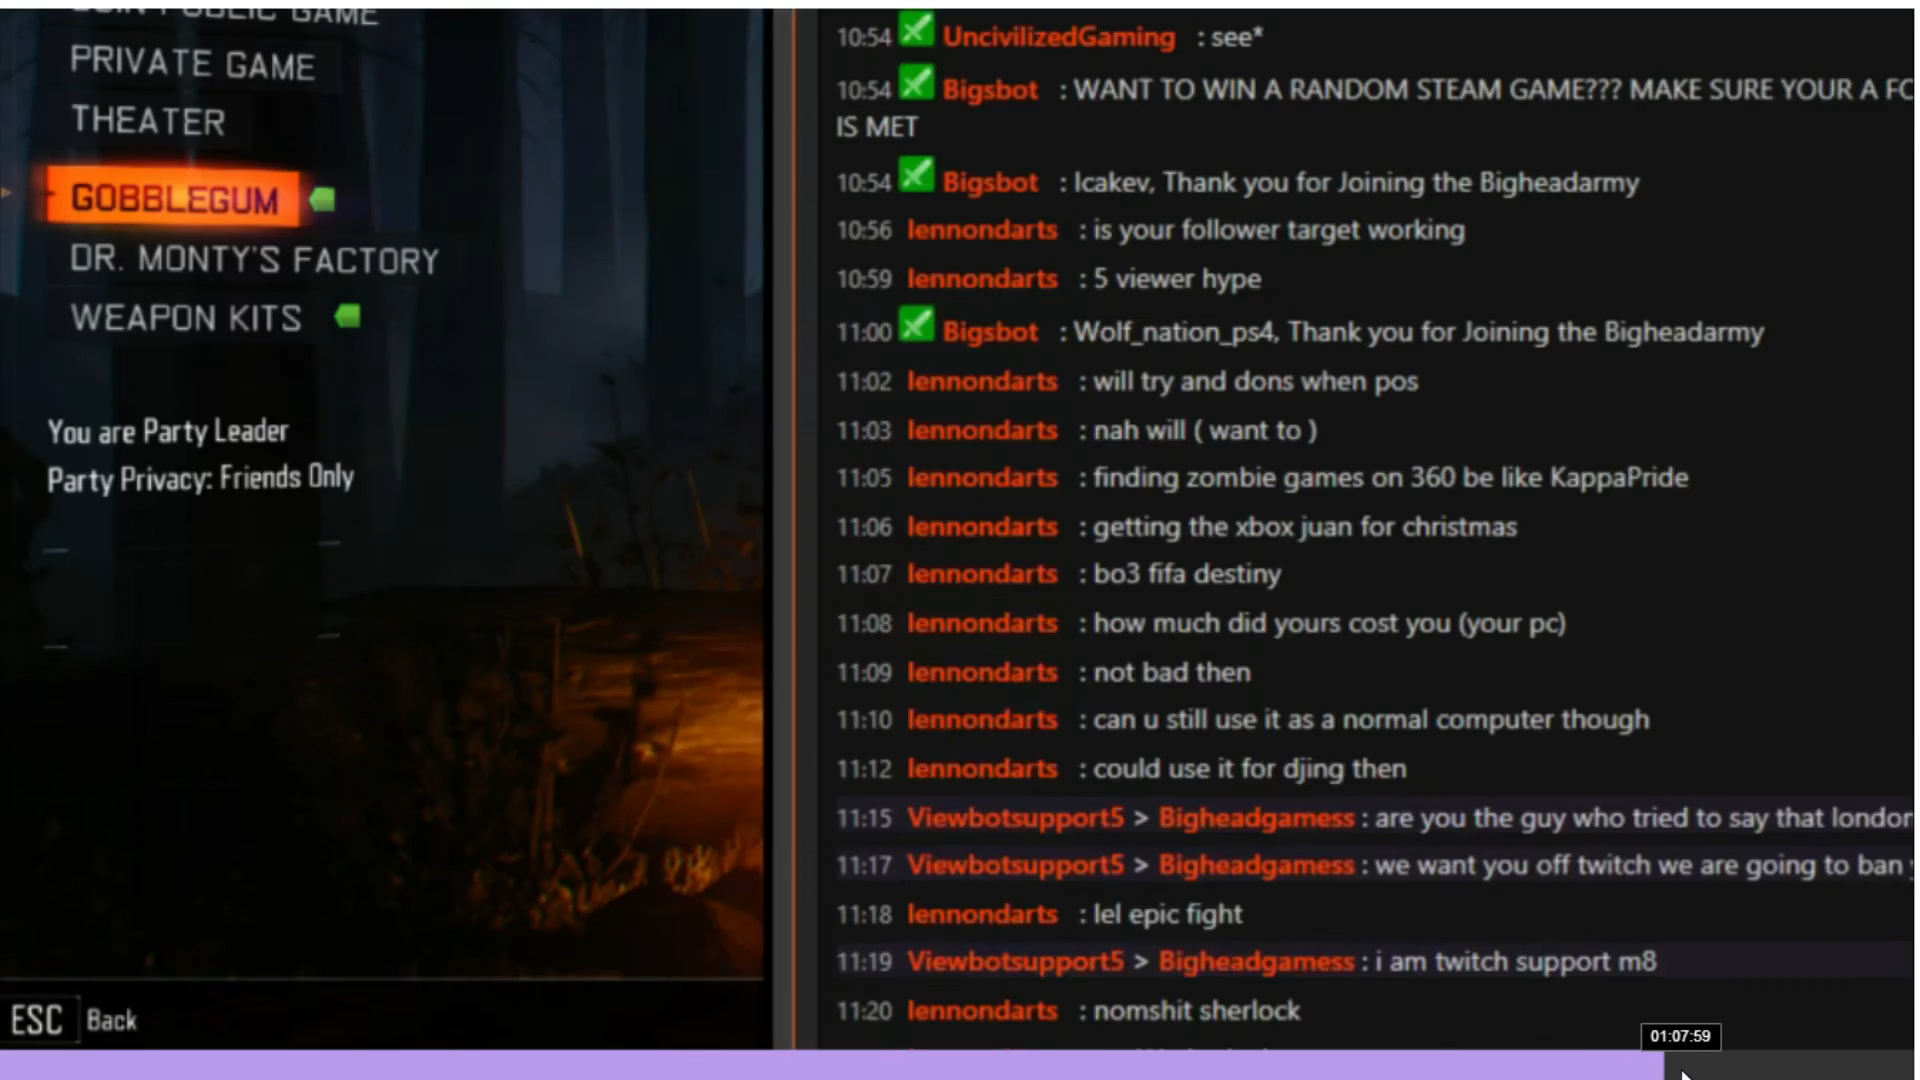 JOIN PUBLIC GAME
PRIVATE GAME
THEATER
GOBBLEGUM
DR. MONTY'S FACTORY
WEAPON KITS
You are Party Leader
Party Privacy: Friends Only
ESC Back
10:54 UncivilizedGaming : see*
10:54 Bigsbot : WANT TO WIN A RANDOM STEAM GAME??? MAKE SURE YOUR A FO
IS MET
10:54 Bigsbot : Icakev, Thank you for Joining the Bigheadarmy
10:56 lennondarts : is your follower target working
10:59 lennondarts : 5 viewer hype
11:00 Bigsbot : Wolf_nation_ps4, Thank you for Joining the Bigheadarmy
11:02 lennondarts : will try and dons when pos
11:03 lennondarts : nah will ( want to )
11:05 lennondarts : finding zombie games on 360 be like KappaPride
11:06 lennondarts : getting the xbox juan for christmas
11:07 lennondarts : bo3 fifa destiny
11:08 lennondarts : how much did yours cost you (your pc)
11:09 lennondarts : not bad then
11:10 lennondarts : can u still use it as a normal computer though
11:12 lennondarts : could use it for djing then
11:15 Viewbotsupport5 > Bigheadgamess : are you the guy who tried to say that london
11:17 Viewbotsupport5 > Bigheadgamess : we want you off twitch we are going to ban
11:18 lennondarts : lel epic fight
11:19 Viewbotsupport5 > Bigheadgamess : i am twitch support m8
11:20 lennondarts : nomshit sherlock
01:07:59